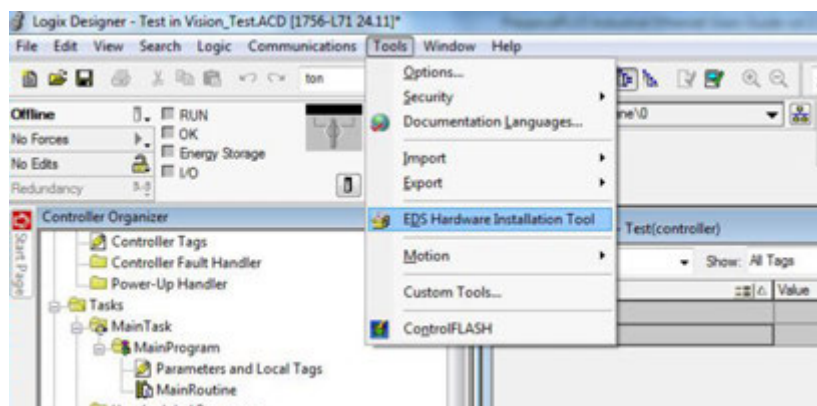 Logix Designer - Test in Vision_Test.ACD [1756-L71 24.11]*
File Edit View Search Logic Communications Tools Window Help
ton
Options...
Security
Documentation Languages...
Import
Export
EDS Hardware Installation Tool
Motion
Custom Tools...
ControlFLASH
Offline
RUN
No Forces
OK
No Edits
Energy Storage
I/O
Redundancy
ne\0
Start Page
Controller Organizer
Controller Tags
Controller Fault Handler
Power-Up Handler
Tasks
MainTask
MainProgram
Parameters and Local Tags
MainRoutine
- Test(controller)
Show: All Tags
Value